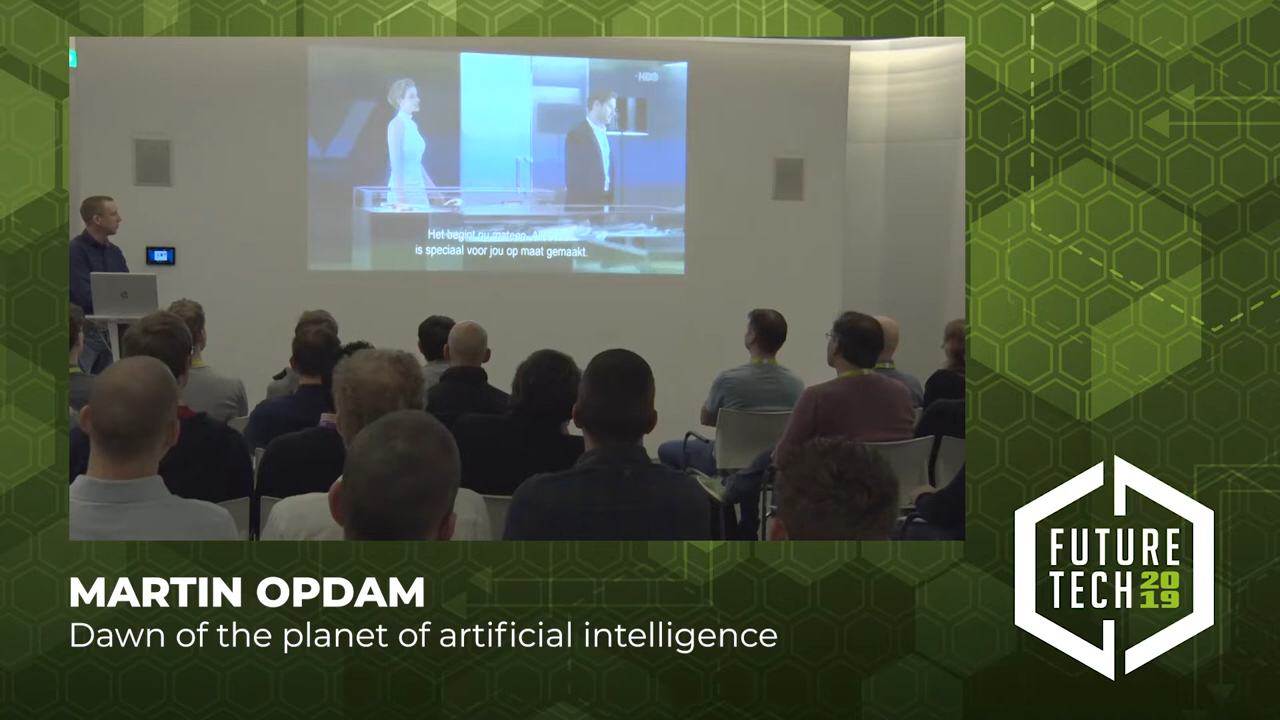 HBO
Het begint nu meteen.
is speciaal voor jou op maat gemaakt.
MARTIN OPDAM
Dawn of the planet of artificial intelligence
FUTURE
TECH 20
19